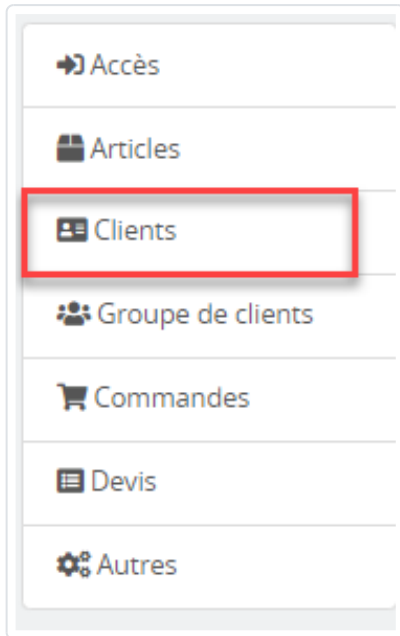 Accès
Articles
Clients
Groupe de clients
Commandes
Devis
Autres